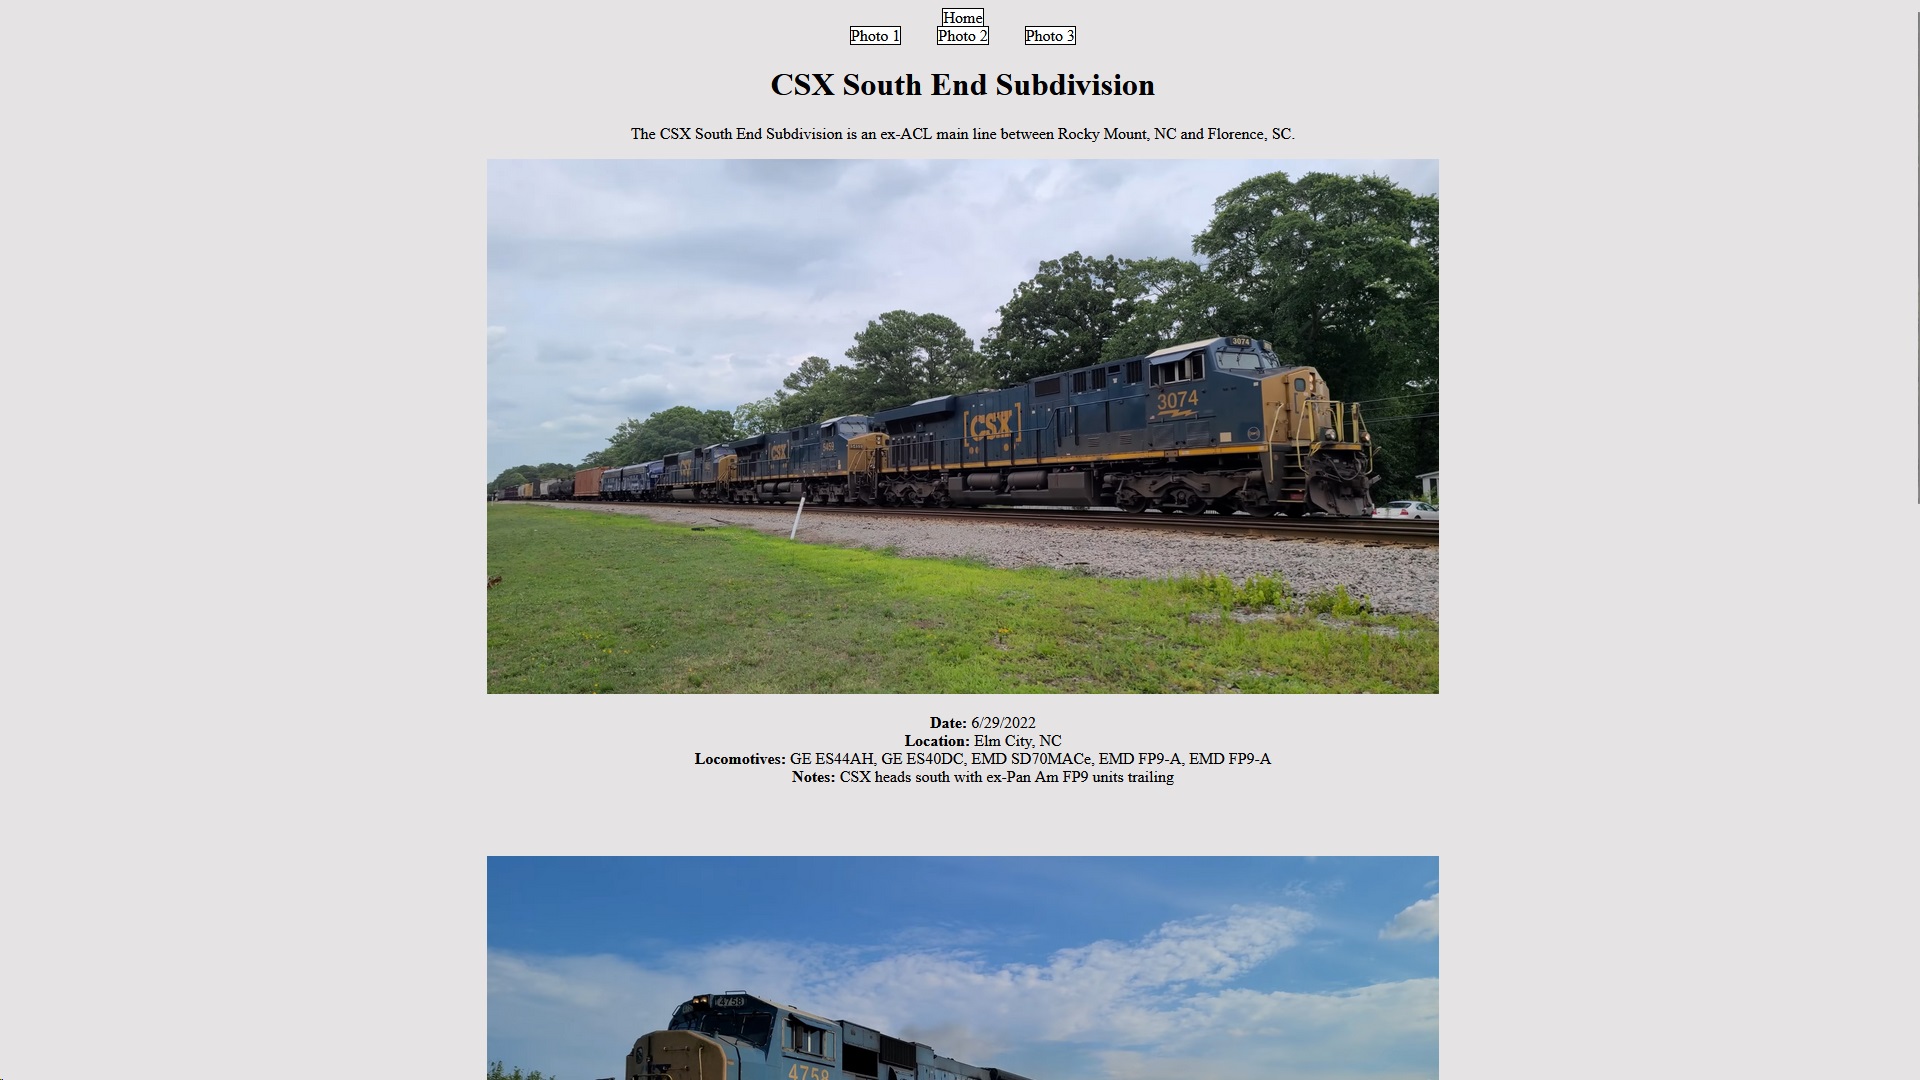 Home
Photo 1 Photo 2 Photo 3
CSX South End Subdivision
The CSX South End Subdivision is an ex-ACL main line between Rocky Mount, NC and Florence, SC.
3074
3074
CSX
CSX
Date: 6/29/2022
Location: Elm City, NC
Locomotives: GE ES44AH, GE ES40DC, EMD SD70MACe, EMD FP9-A, EMD FP9-A
Notes: CSX heads south with ex-Pan Am FP9 units trailing
4758
4758